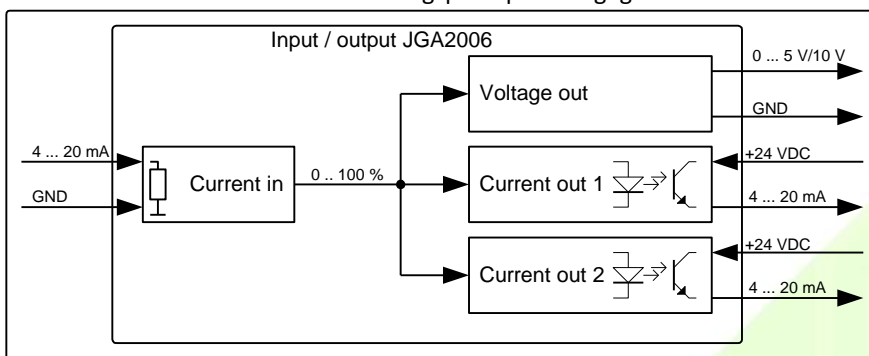 Input / output JGA2006
0 ... 5 V/10 V
Voltage out
GND
4 ... 20 mA
Current in
0 .. 100 %
GND
+24 VDC
Current out 1
4 ... 20 mA
+24 VDC
Current out 2
4 ... 20 mA